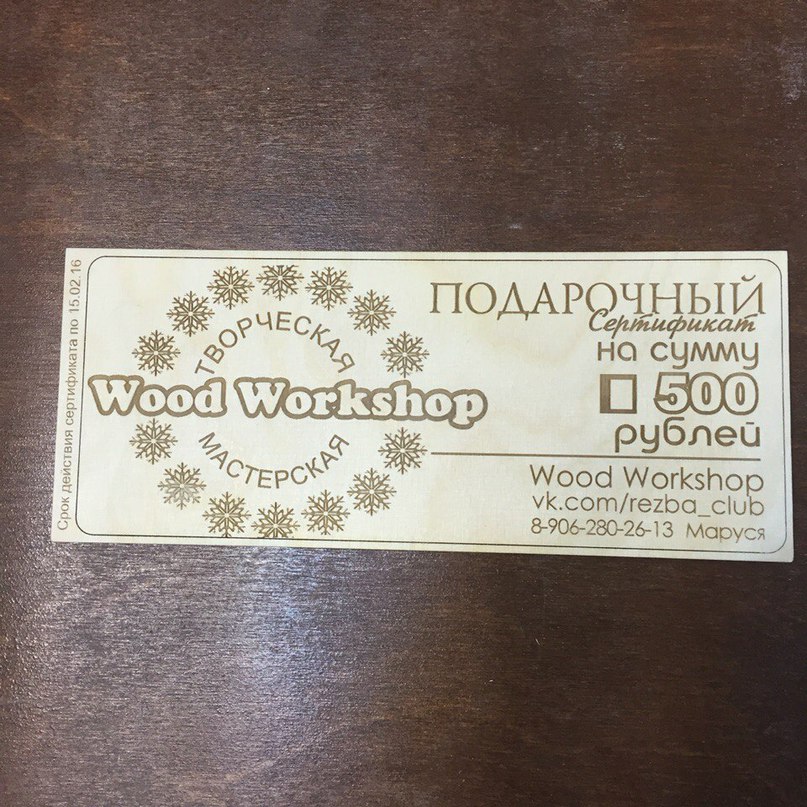 Срок действия сертификата по 15.02.16
ТВОРЧЕСКАЯ
Wood Workshop
МАСТЕРСКАЯ
ПОДАРОЧНЫЙ
Сертификат
на сумму
500
рублей
Wood Workshop
vk.com/rezba_club
8-906-280-26-13 Маруся